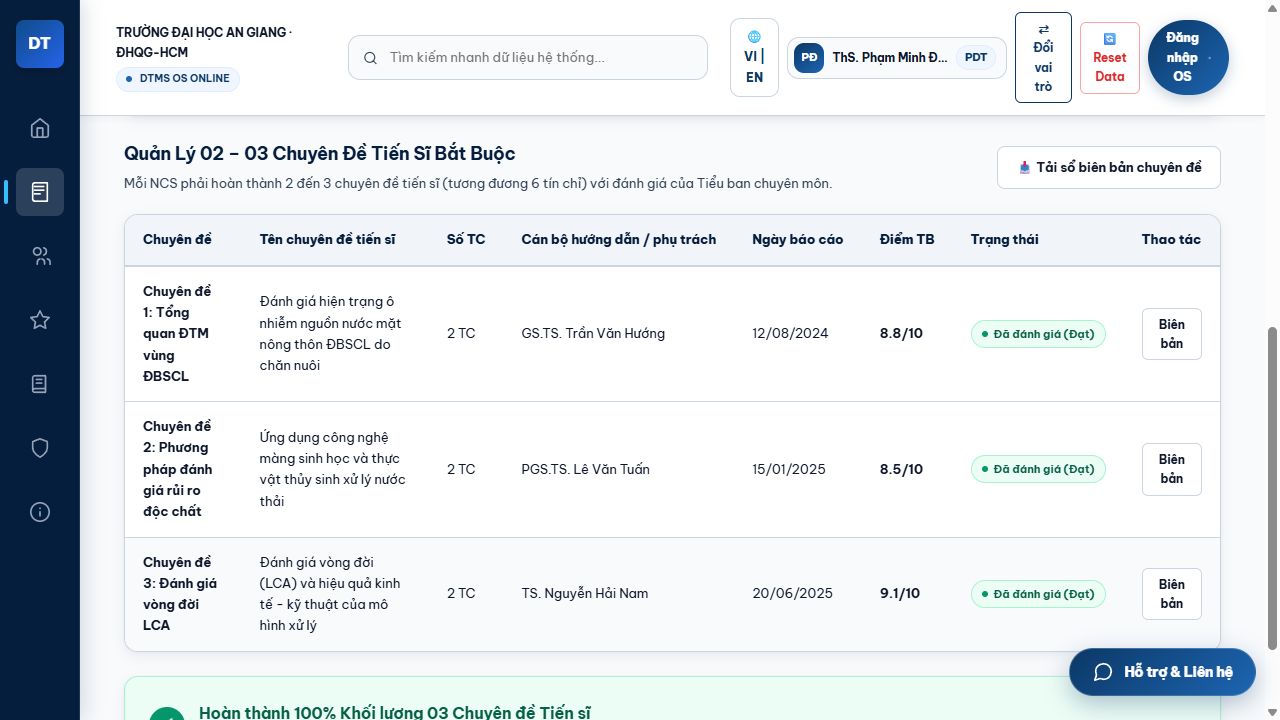 DT
TRƯỜNG ĐẠI HỌC AN GIANG ·
ĐHQG-HCM
DTMS OS ONLINE
Tìm kiếm nhanh dữ liệu hệ thống...
VI |
EN
PĐ
ThS. Phạm Minh Đ...
PDT
⇄
Đổi
vai
trò
Reset
Data
Đăng
nhập
OS
Quản Lý 02 – 03 Chuyên Đề Tiến Sĩ Bắt Buộc
Mỗi NCS phải hoàn thành 2 đến 3 chuyên đề tiến sĩ (tương đương 6 tín chỉ) với đánh giá của Tiểu ban chuyên môn.
Tải sổ biên bản chuyên đề
Chuyên đề
Tên chuyên đề tiến sĩ
Số TC
Cán bộ hướng dẫn / phụ trách
Ngày báo cáo
Điểm TB
Trạng thái
Thao tác
Chuyên đề
1: Tổng
quan ĐTM
vùng
ĐBSCL
Đánh giá hiện trạng ô
nhiễm nguồn nước mặt
nông thôn ĐBSCL do
chăn nuôi
2 TC
GS.TS. Trần Văn Hướng
12/08/2024
8.8/10
Đã đánh giá (Đạt)
Biên
bản
Chuyên đề
2: Phương
pháp đánh
giá rủi ro
độc chất
Ứng dụng công nghệ
màng sinh học và thực
vật thủy sinh xử lý nước
thải
2 TC
PGS.TS. Lê Văn Tuấn
15/01/2025
8.5/10
Đã đánh giá (Đạt)
Biên
bản
Chuyên đề
3: Đánh giá
vòng đời
LCA
Đánh giá vòng đời
(LCA) và hiệu quả kinh
tế - kỹ thuật của mô
hình xử lý
2 TC
TS. Nguyễn Hải Nam
20/06/2025
9.1/10
Đã đánh giá (Đạt)
Biên
bản
Hỗ trợ & Liên hệ
Hoàn thành 100% Khối lượng 03 Chuyên đề Tiến sĩ